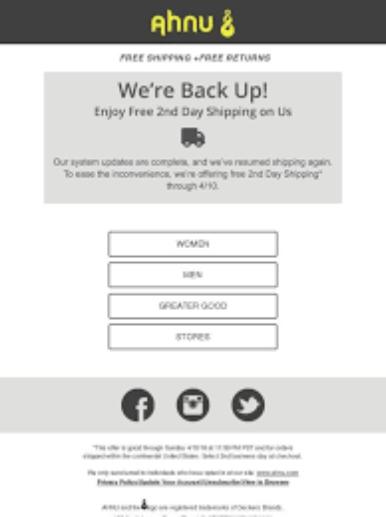 Ahnu
FREE SHIPPING + FREE RETURNS
We're Back Up!
Enjoy Free 2nd Day Shipping on Us
Our system updates are complete, and we've resumed shipping again.
To ease the inconvenience, we're offering free 2nd Day Shipping*
through 4/10.
WOMEN
MEN
GREATER GOOD
STORES
*This offer is good through Sunday 4/10/16 at 11:59 PM PST and for orders
shipped within the continental United States. Select 2nd business day at checkout.
We only send email to individuals who have opted in at our site: www.ahnu.com
Privacy Policy Update Your Account Unsubscribe View in Browser
AHNU and the logo are registered trademarks of Deckers Brands.